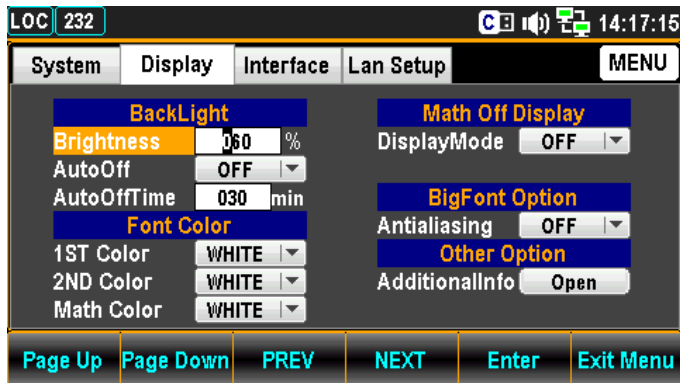 LOC 232 C 14:17:15
System Display Interface Lan Setup MENU
BackLight
Brightness 060 %
AutoOff OFF
AutoOffTime 030 min
Font Color
1ST Color WHITE
2ND Color WHITE
Math Color WHITE
Math Off Display
DisplayMode OFF
BigFont Option
Antialiasing OFF
Other Option
AdditionalInfo Open
Page Up Page Down PREV NEXT Enter Exit Menu